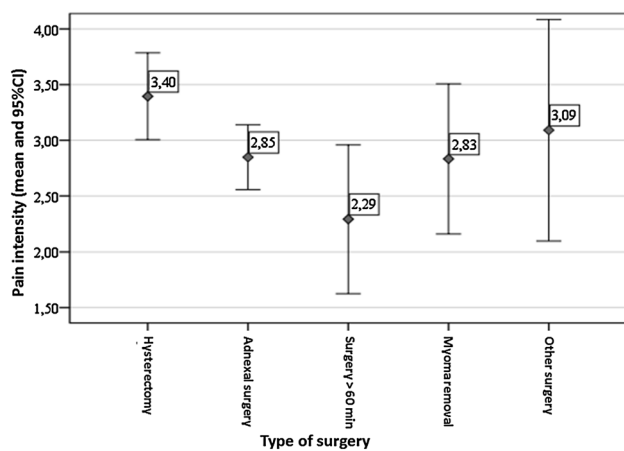 Pain intensity (mean and 95%CI)
4,00
3,50
3,00
2,50
2,00
1,50
3,40
2,85
2,29
2,83
3,09
Hysterectomy
Adnexal surgery
Surgery > 60 min
Myomaremoval
Other surgery
Type of surgery